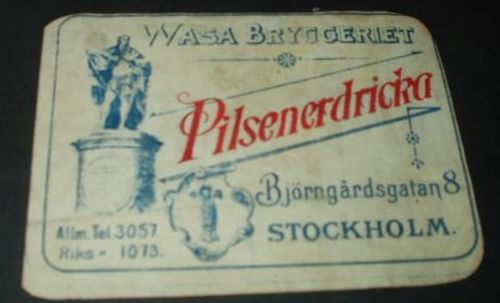 WASA BRYGGERIET
Pilsenerdricka
Björngårdsgatan 8
STOCKHOLM.
Allm. Tel. 3057
Riks - 1073.